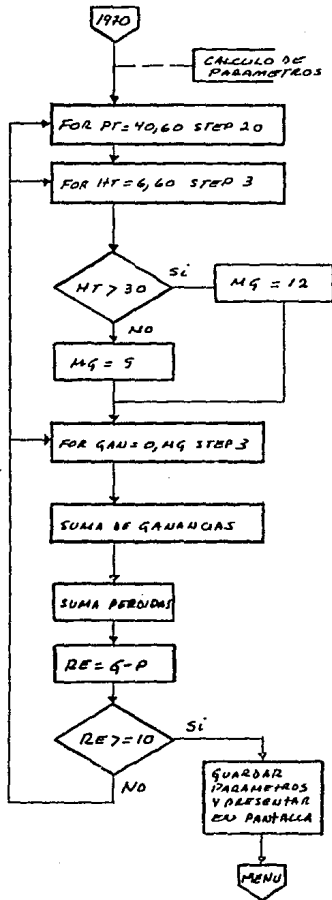 1970
CALCULO DE
PARAMETROS
FOR PT=40,60 STEP 20
FOR HT=6,60 STEP 3
HT>30
Si
MG = 12
NO
MG = 9
FOR GAN=0, MG STEP 3
SUMA DE GANANCIAS
SUMA PERDIDAS
RE=G-P
RE>=10
Si
NO
GUARDAR
PARAMETROS
Y PRESENTAR
EN PANTALLA
MENU